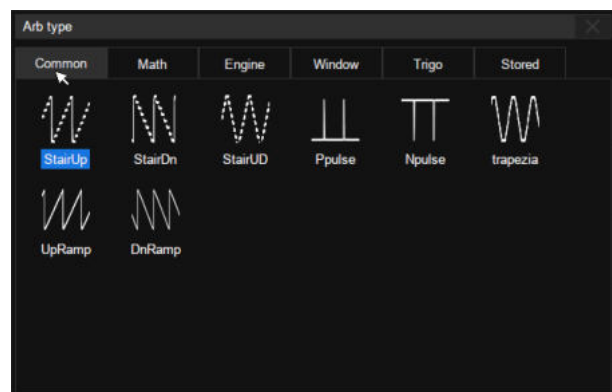 Arb type
Common Math Engine Window Trigo Stored
StairUp StairDn StairUD Ppulse Npulse trapezia
UpRamp DnRamp